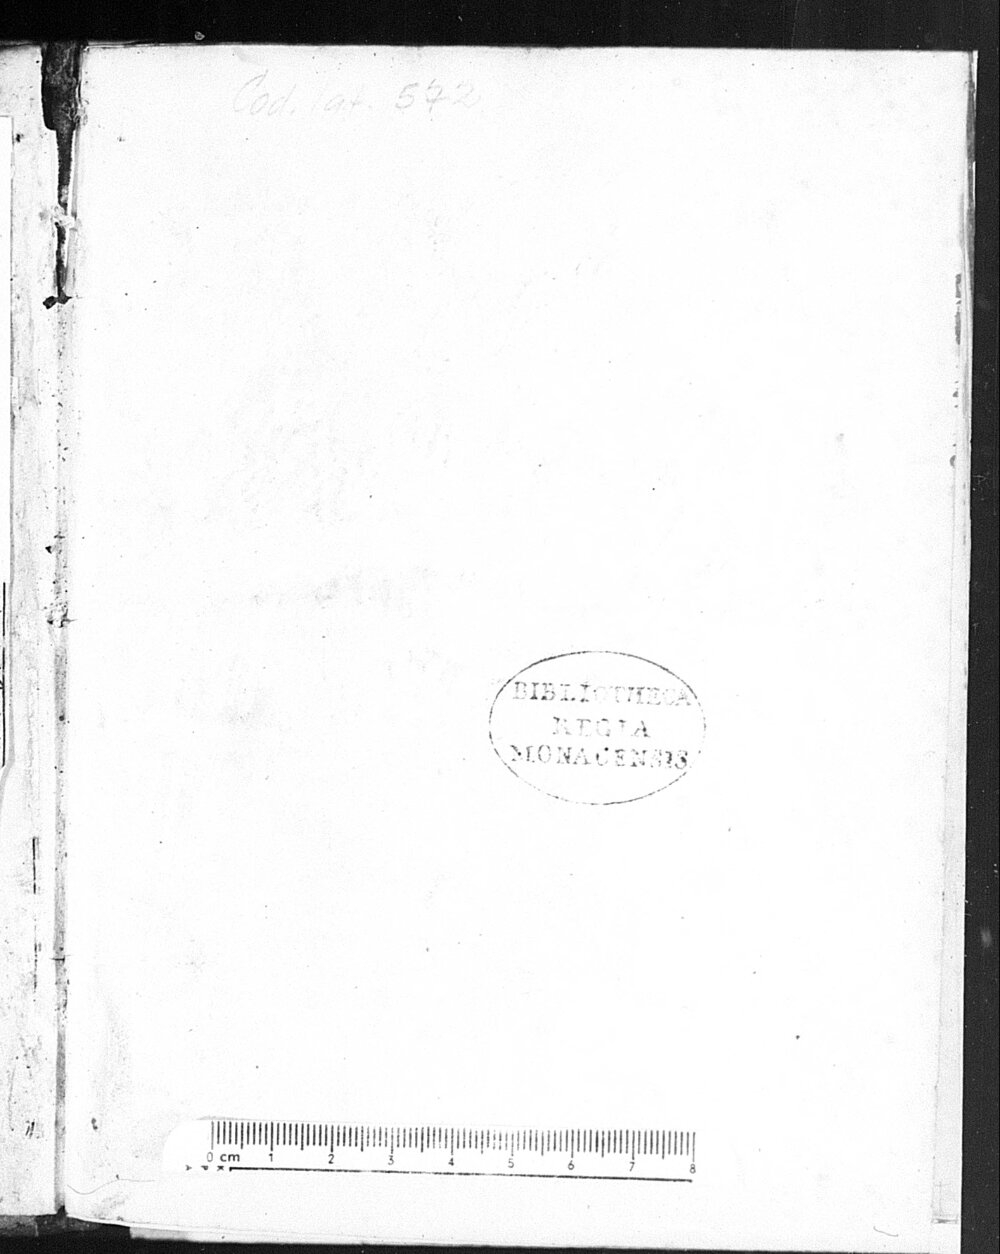 Cod. lat. 572
BIBLIOTHECA
REGIA
MONACENSIS
0 cm 1 2 3 4 5 6 7 8